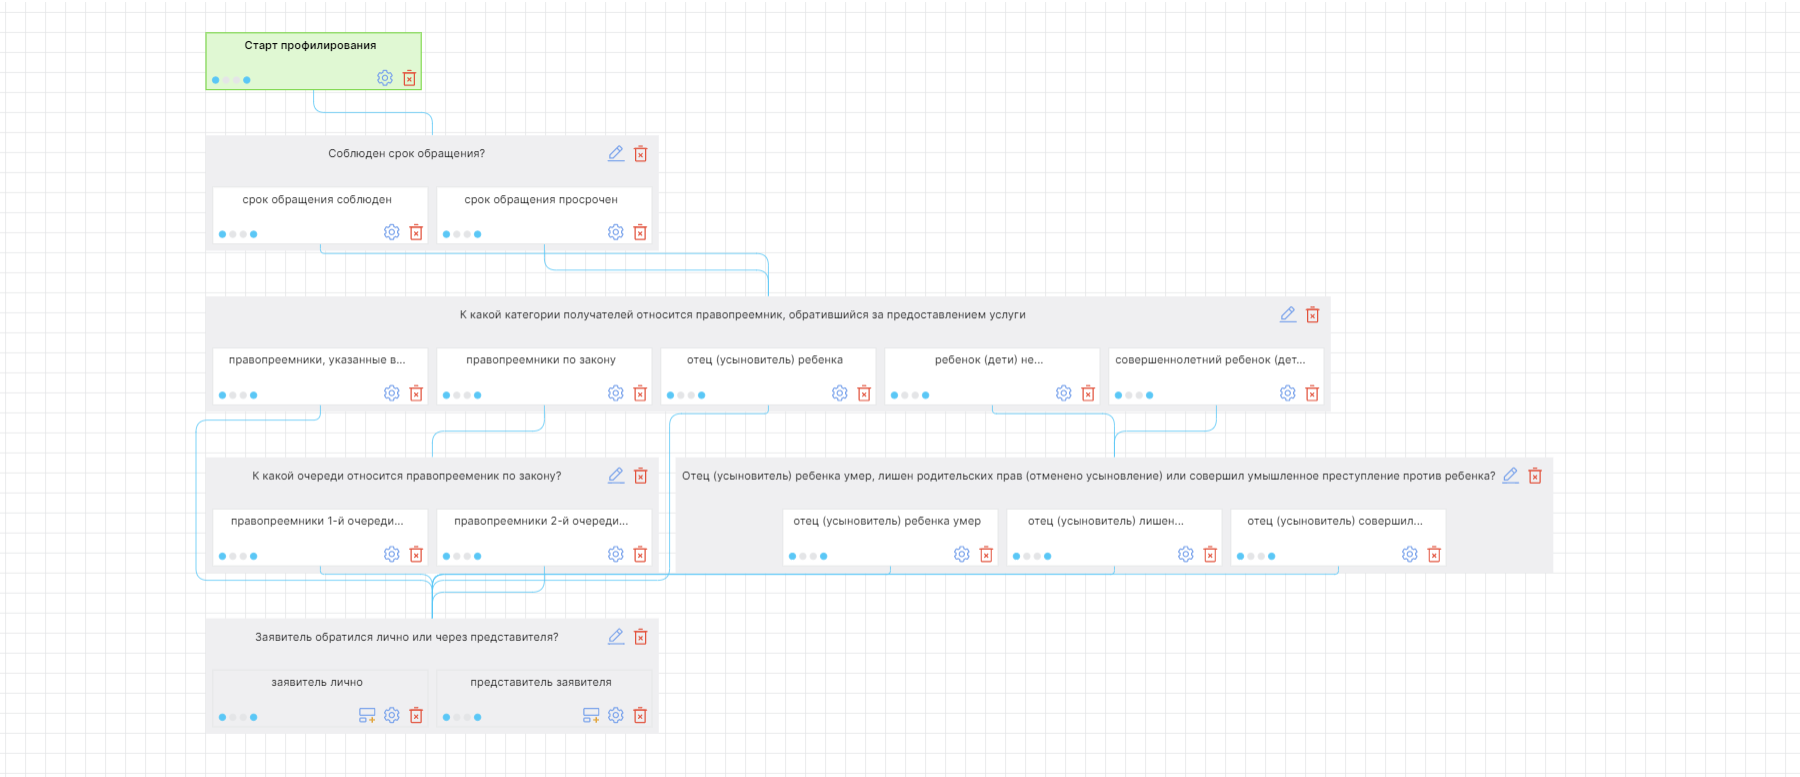 Старт профилирования
Соблюден срок обращения?
срок обращения соблюден
срок обращения просрочен
К какой категории получателей относится правопреемник, обратившийся за предоставлением услуги
правопреемники, указанные в...
правопреемники по закону
отец (усыновитель) ребенка
ребенок (дети) не...
совершеннолетний ребенок (дет...
К какой очереди относится правопрееменик по закону?
Отец (усыновитель) ребенка умер, лишен родительских прав (отменено усыновление) или совершил умышленное преступление против ребенка?
правопреемники 1-й очереди...
правопреемники 2-й очереди...
отец (усыновитель) ребенка умер
отец (усыновитель) лишен...
отец (усыновитель) совершил...
Заявитель обратился лично или через представителя?
заявитель лично
представитель заявителя